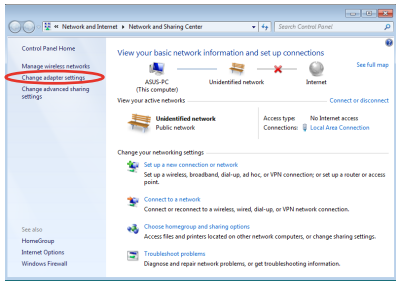 « Network and Internet ▸ Network and Sharing Center
Search Control Panel
Control Panel Home
Manage wireless networks
Change adapter settings
Change advanced sharing
settings
See also
HomeGroup
Internet Options
Windows Firewall
View your basic network information and set up connections
See full map
ASUS-PC
(This computer)
Unidentified network
Internet
View your active networks
Connect or disconnect
Unidentified network
Public network
Access type: No Internet access
Connections: Local Area Connection
Change your networking settings
Set up a new connection or network
Set up a wireless, broadband, dial-up, ad hoc, or VPN connection; or set up a router or access
point.
Connect to a network
Connect or reconnect to a wireless, wired, dial-up, or VPN network connection.
Choose homegroup and sharing options
Access files and printers located on other network computers, or change sharing settings.
Troubleshoot problems
Diagnose and repair network problems, or get troubleshooting information.